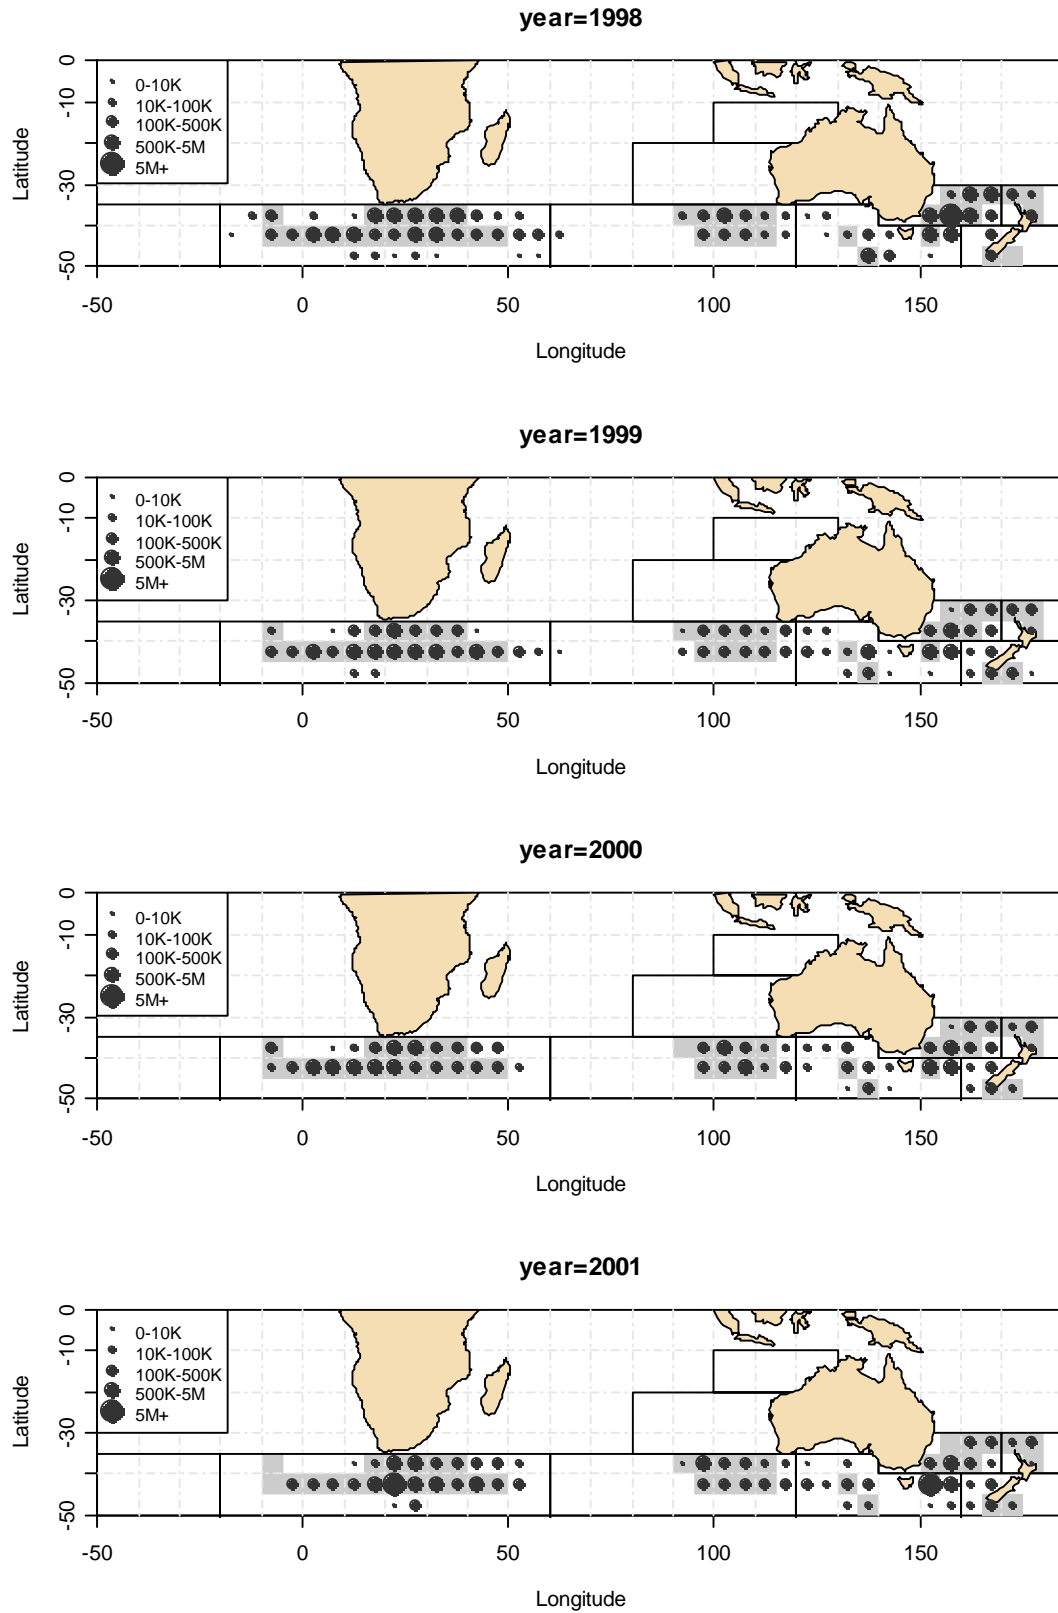 year=1998
0
-10
-30
-50
Latitude
0-10K
10K-100K
100K-500K
500K-5M
5M+
-50
0
50
100
150
Longitude
year=1999
0
-10
-30
-50
Latitude
0-10K
10K-100K
100K-500K
500K-5M
5M+
-50
0
50
100
150
Longitude
year=2000
0
-10
-30
-50
Latitude
0-10K
10K-100K
100K-500K
500K-5M
5M+
-50
0
50
100
150
Longitude
year=2001
0
-10
-30
-50
Latitude
0-10K
10K-100K
100K-500K
500K-5M
5M+
-50
0
50
100
150
Longitude